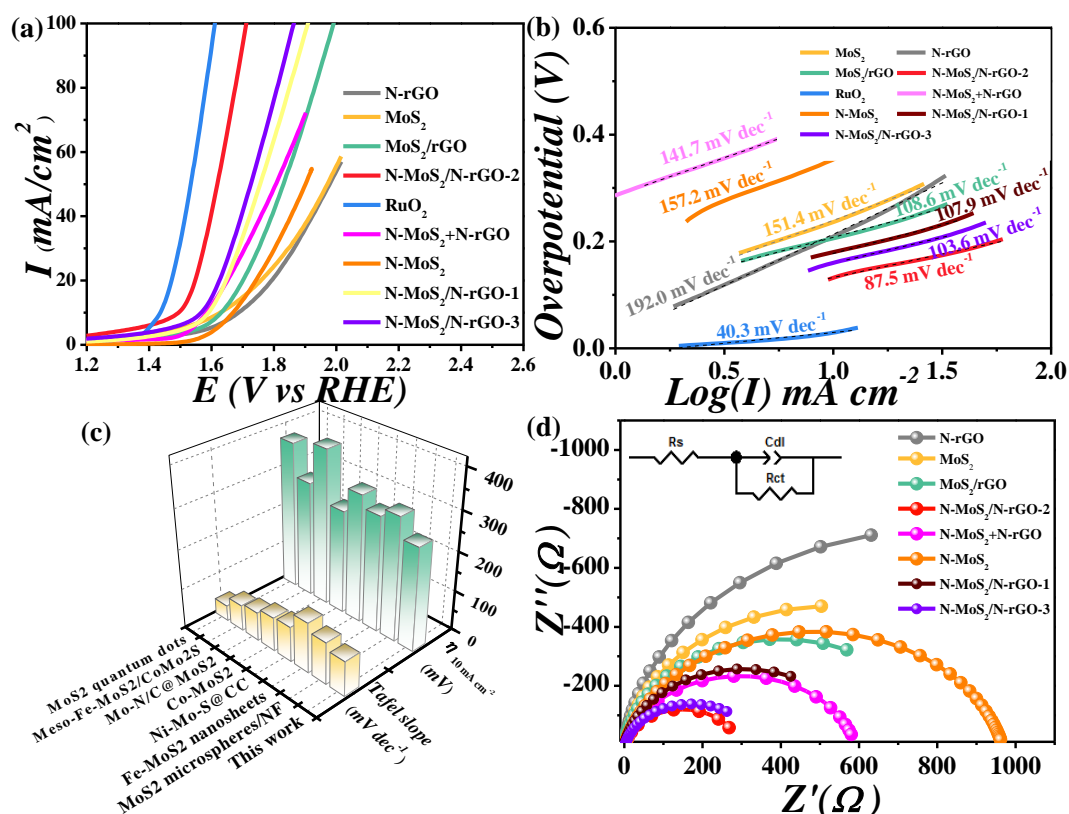 (a)
I (mA/cm²)
100
80
60
40
20
0
1.2 1.4 1.6 1.8 2.0 2.2 2.4 2.6
E (V vs RHE)
N-rGO
MoS₂
MoS₂/rGO
N-MoS₂/N-rGO-2
RuO₂
N-MoS₂+N-rGO
N-MoS₂
N-MoS₂/N-rGO-1
N-MoS₂/N-rGO-3
(b)
Overpotential (V)
0.6
0.4
0.2
0.0
0.0 0.5 1.0 1.5 2.0
Log(I) mA cm⁻²
MoS₂
MoS₂/rGO
RuO₂
N-MoS₂
N-MoS₂/N-rGO-3
N-rGO
N-MoS₂/N-rGO-2
N-MoS₂+N-rGO
N-MoS₂/N-rGO-1
141.7 mV dec⁻¹
157.2 mV dec⁻¹
151.4 mV dec⁻¹
108.6 mV dec⁻¹
107.9 mV dec⁻¹
103.6 mV dec⁻¹
87.5 mV dec⁻¹
192.0 mV dec⁻¹
40.3 mV dec⁻¹
(c)
400
300
200
100
0
η 10 mA cm⁻²
(mV)
Tafel slope
(mV dec⁻¹)
MoS2 quantum dots
Meso-Fe-MoS2/CoMo2S
Mo-N/C@MoS2
Co-MoS2
Ni-Mo-S@CC
Fe-MoS2 nanosheets
MoS2 microspheres/NF
This work
(d)
Z''(Ω)
-1000
-800
-600
-400
-200
0 200 400 600 800 1000
Z'(Ω)
Rs
Cdl
Rct
N-rGO
MoS₂
MoS₂/rGO
N-MoS₂/N-rGO-2
N-MoS₂+N-rGO
N-MoS₂
N-MoS₂/N-rGO-1
N-MoS₂/N-rGO-3